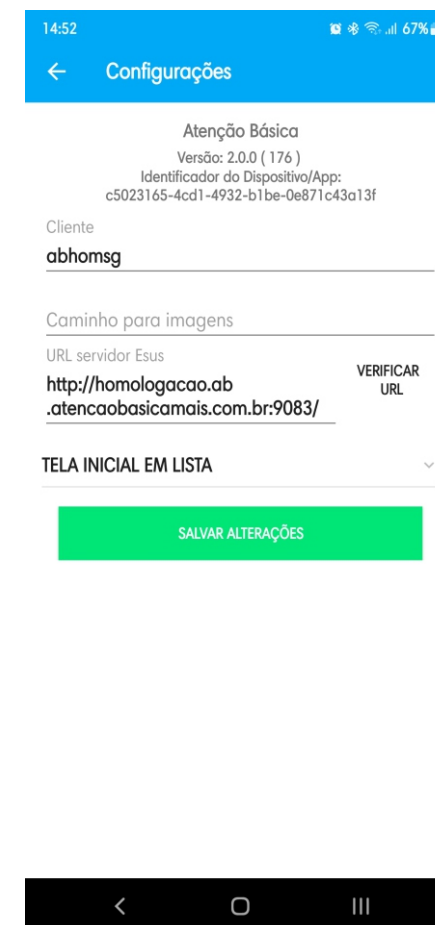 14:52 67%
Configurações
Atenção Básica
Versão: 2.0.0 ( 176 )
Identificador do Dispositivo/App:
c5023165-4cd1-4932-b1be-0e871c43a13f
Cliente
abhomsg
Caminho para imagens
URL servidor Esus
http://homologacao.ab
.atencaobasicamais.com.br:9083/
VERIFICAR
URL
TELA INICIAL EM LISTA
SALVAR ALTERAÇÕES